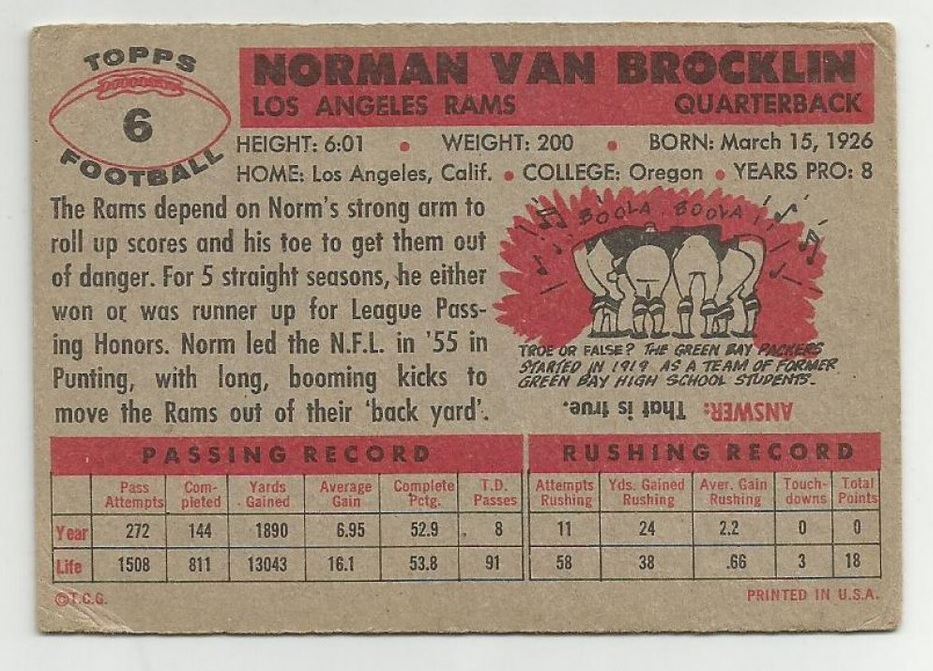 TOPPS
6
FOOTBALL
NORMAN VAN BROCKLIN
LOS ANGELES RAMS QUARTERBACK
HEIGHT: 6:01 • WEIGHT: 200 • BORN: March 15, 1926
HOME: Los Angeles, Calif. • COLLEGE: Oregon • YEARS PRO: 8
The Rams depend on Norm's strong arm to
roll up scores and his toe to get them out
of danger. For 5 straight seasons, he either
won or was runner up for League Pass-
ing Honors. Norm led the N.F.L. in '55 in
Punting, with long, booming kicks to
move the Rams out of their 'back yard'.
BOOLA BOOLA
TRUE OR FALSE? THE GREEN BAY PACKERS
STARTED IN 1919 AS A TEAM OF FORMER
GREEN BAY HIGH SCHOOL STUDENTS.
ANSWER: That is true.
PASSING RECORD RUSHING RECORD
Pass Com- Yards Average Complete T.D. Attempts Yds. Gained Aver. Gain Touch- Total
Attempts pleted Gained Gain Pctg. Passes Rushing Rushing Rushing downs Points
Year 272 144 1890 6.95 52.9 8 11 24 2.2 0 0
Life 1508 811 13043 16.1 53.8 91 58 38 .66 3 18
©T.C.G. PRINTED IN U.S.A.